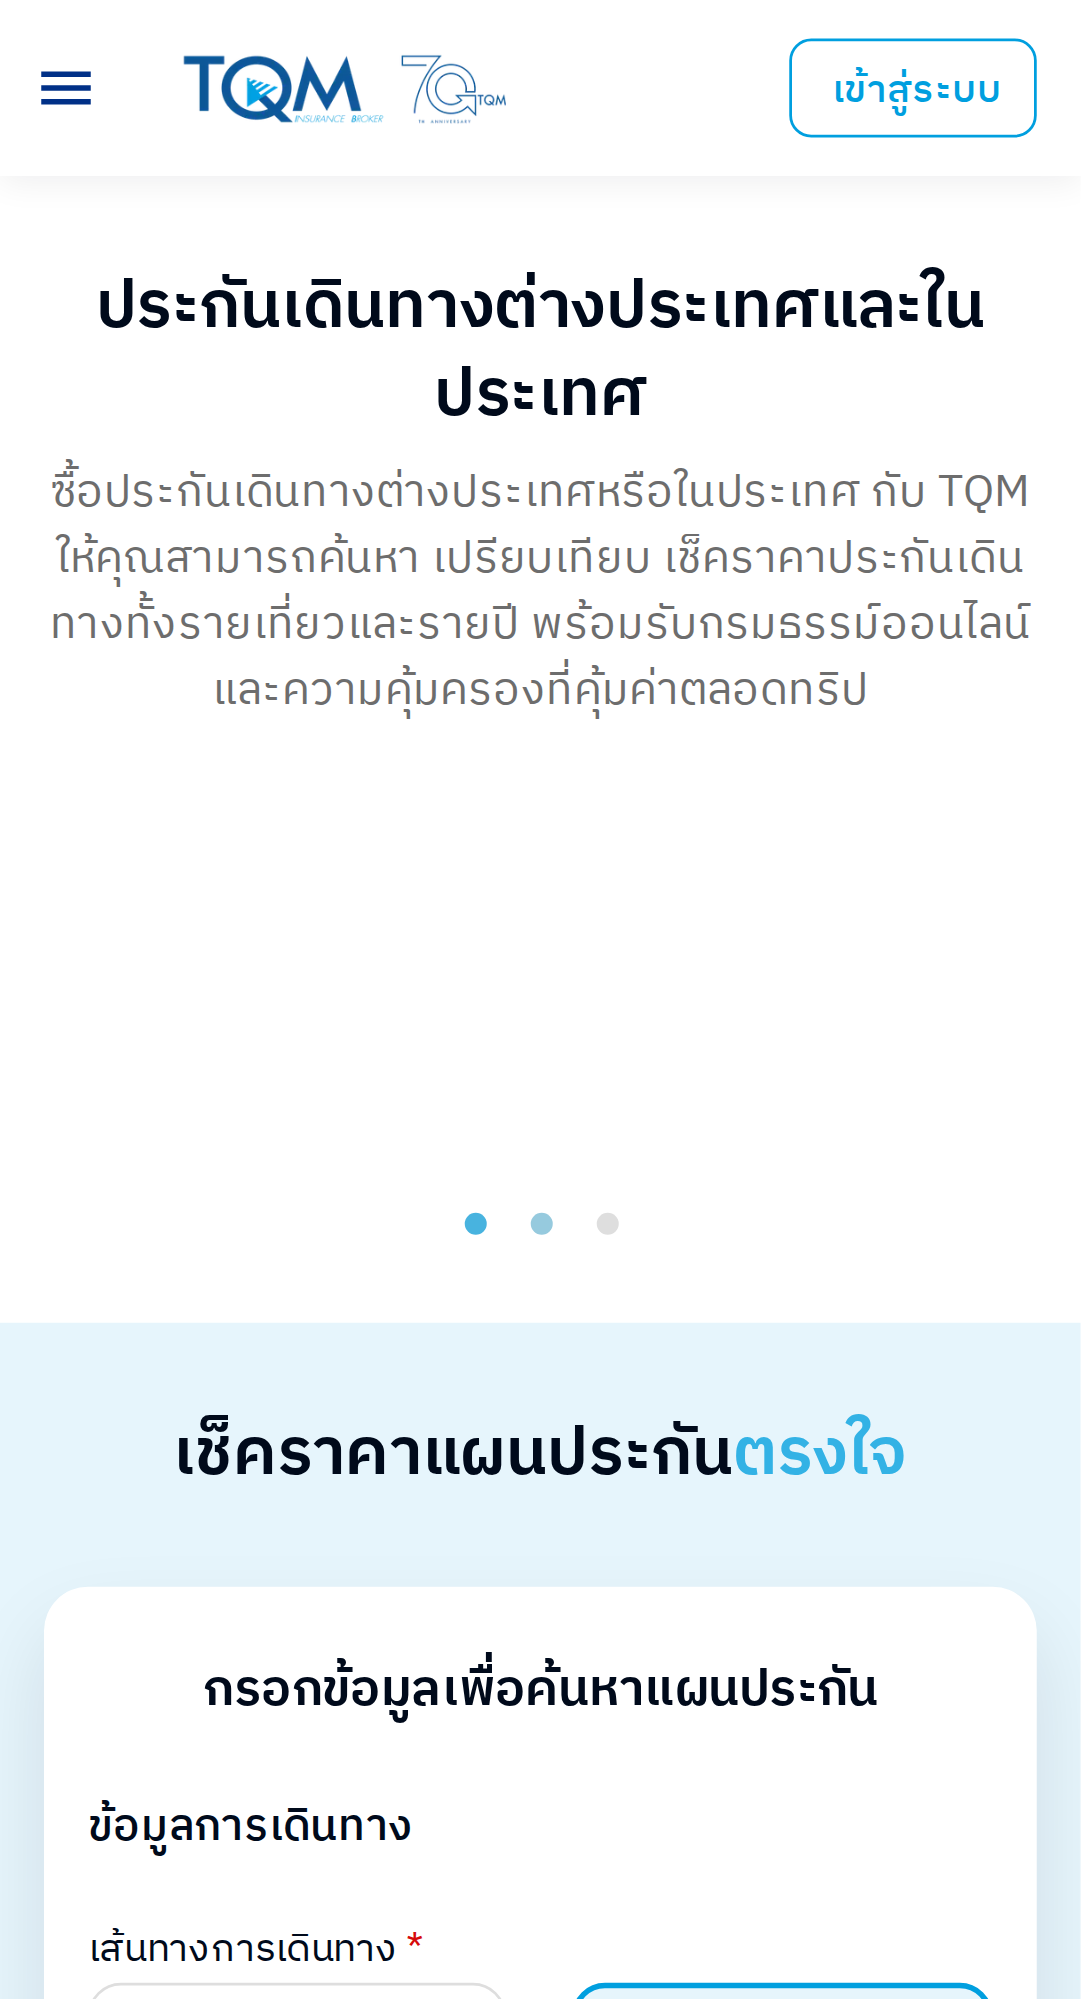 TQM
INSURANCE BROKER
70 TQM
TH ANNIVERSARY
เข้าสู่ระบบ
ประกันเดินทางต่างประเทศและใน
ประเทศ
ซื้อประกันเดินทางต่างประเทศหรือในประเทศ กับ TQM
ให้คุณสามารถค้นหา เปรียบเทียบ เช็คราคาประกันเดิน
ทางทั้งรายเที่ยวและรายปี พร้อมรับกรมธรรม์ออนไลน์
และความคุ้มครองที่คุ้มค่าตลอดทริป
เช็คราคาแผนประกันตรงใจ
กรอกข้อมูลเพื่อค้นหาแผนประกัน
ข้อมูลการเดินทาง
เส้นทางการเดินทาง *